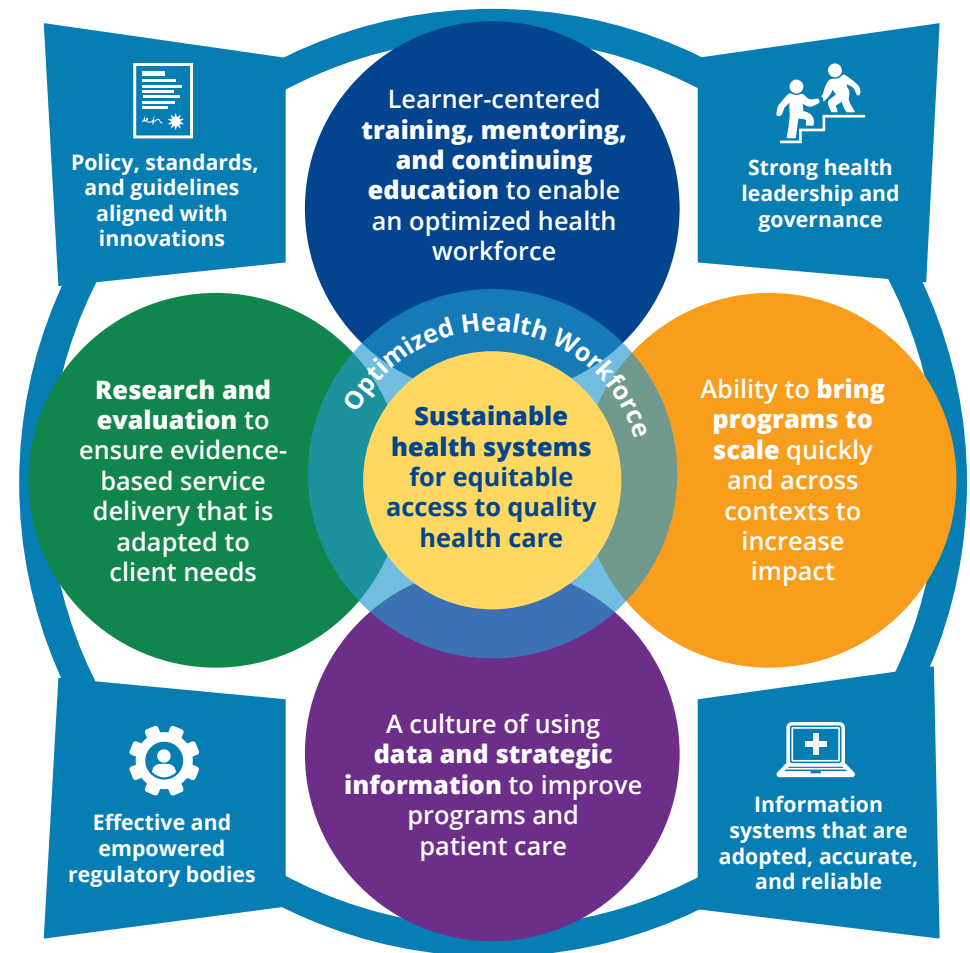 Policy, standards,
and guidelines
aligned with
innovations
Learner-centered
training, mentoring,
and continuing
education to enable
an optimized health
workforce
Strong health
leadership and
governance
Research and
evaluation to
ensure evidence-
based service
delivery that is
adapted to
client needs
Optimized Health Workforce
Sustainable
health systems
for equitable
access to quality
health care
Ability to bring
programs to
scale quickly
and across
contexts to
increase
impact
Effective and
empowered
regulatory bodies
A culture of using
data and strategic
information to improve
programs and
patient care
Information
systems that are
adopted, accurate,
and reliable